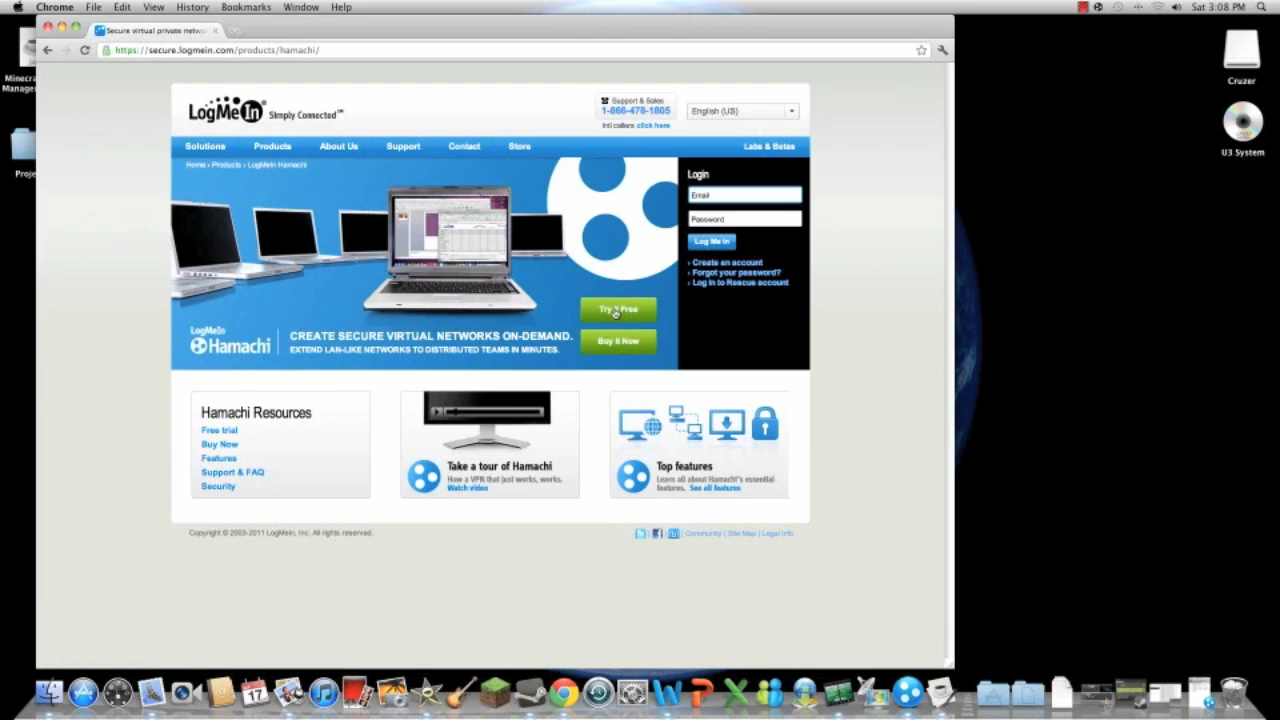 Chrome File Edit View History Bookmarks Window Help Sat 3:08 PM
Secure virtual private netwo
https://secure.logmein.com/products/hamachi/
Cruzer
U3 System
LogMeIn Simply Connected℠
Support & Sales
1-866-478-1805
Intl callers click here
English (US)
Solutions Products About Us Support Contact Store Labs & Betas
Home › Products › LogMeIn Hamachi
Login
Email
Password
Log Me In
› Create an account
› Forgot your password?
› Log In to Rescue account
Try It Free
Buy It Now
LogMeIn
Hamachi
CREATE SECURE VIRTUAL NETWORKS ON-DEMAND.
EXTEND LAN-LIKE NETWORKS TO DISTRIBUTED TEAMS IN MINUTES.
Hamachi Resources
Free trial
Buy Now
Features
Support & FAQ
Security
Take a tour of Hamachi
How a VPN that just works, works.
Watch video
Top features
Learn all about Hamachi's essential
features. See all features
Copyright © 2003-2011 LogMeIn, Inc. All rights reserved.
Community | Site Map | Legal Info
Minecra
Manager
Proje
17